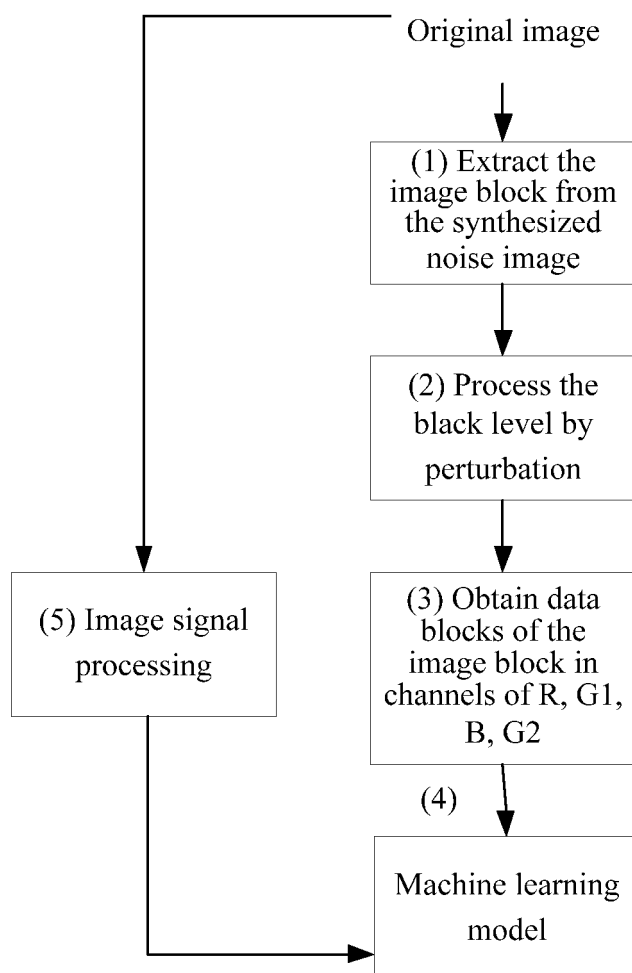 Original image
(1) Extract the
image block from
the synthesized
noise image
(2) Process the
black level by
perturbation
(5) Image signal
processing
(3) Obtain data
blocks of the
image block in
channels of R, G1,
B, G2
(4)
Machine learning
model